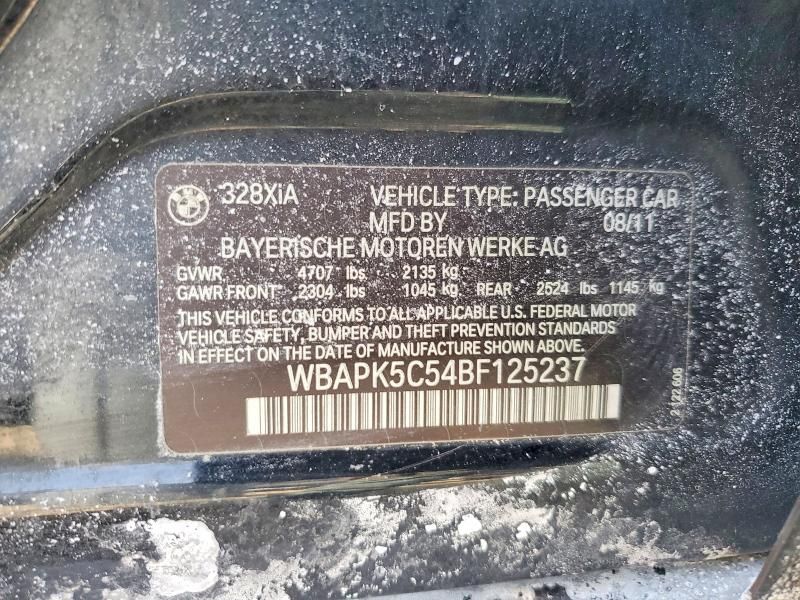 328XiA VEHICLE TYPE: PASSENGER CAR
MFD BY 08/11
BAYERISCHE MOTOREN WERKE AG
GVWR 4707 lbs 2135 kg
GAWR FRONT 2304 lbs 1045 kg REAR 2524 lbs 1145 kg
THIS VEHICLE CONFORMS TO ALL APPLICABLE U.S. FEDERAL MOTOR
VEHICLE SAFETY, BUMPER AND THEFT PREVENTION STANDARDS
IN EFFECT ON THE DATE OF MANUFACTURE SHOWN ABOVE.
WBAPK5C54BF125237